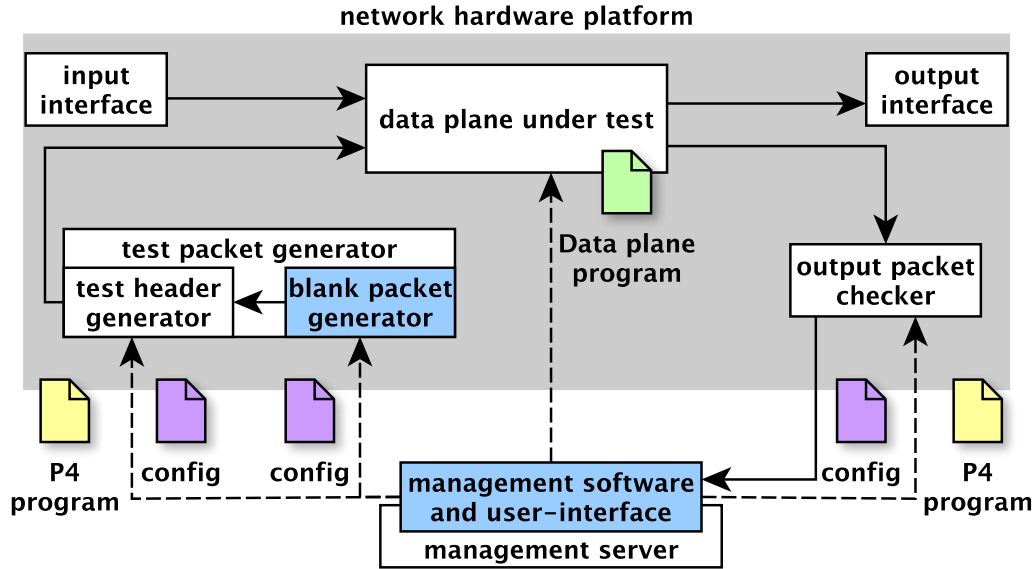 network hardware platform
input
interface
data plane under test
output
interface
Data plane
program
test packet generator
test header
generator
blank packet
generator
output packet
checker
P4
program
config
config
config
P4
program
management software
and user-interface
management server